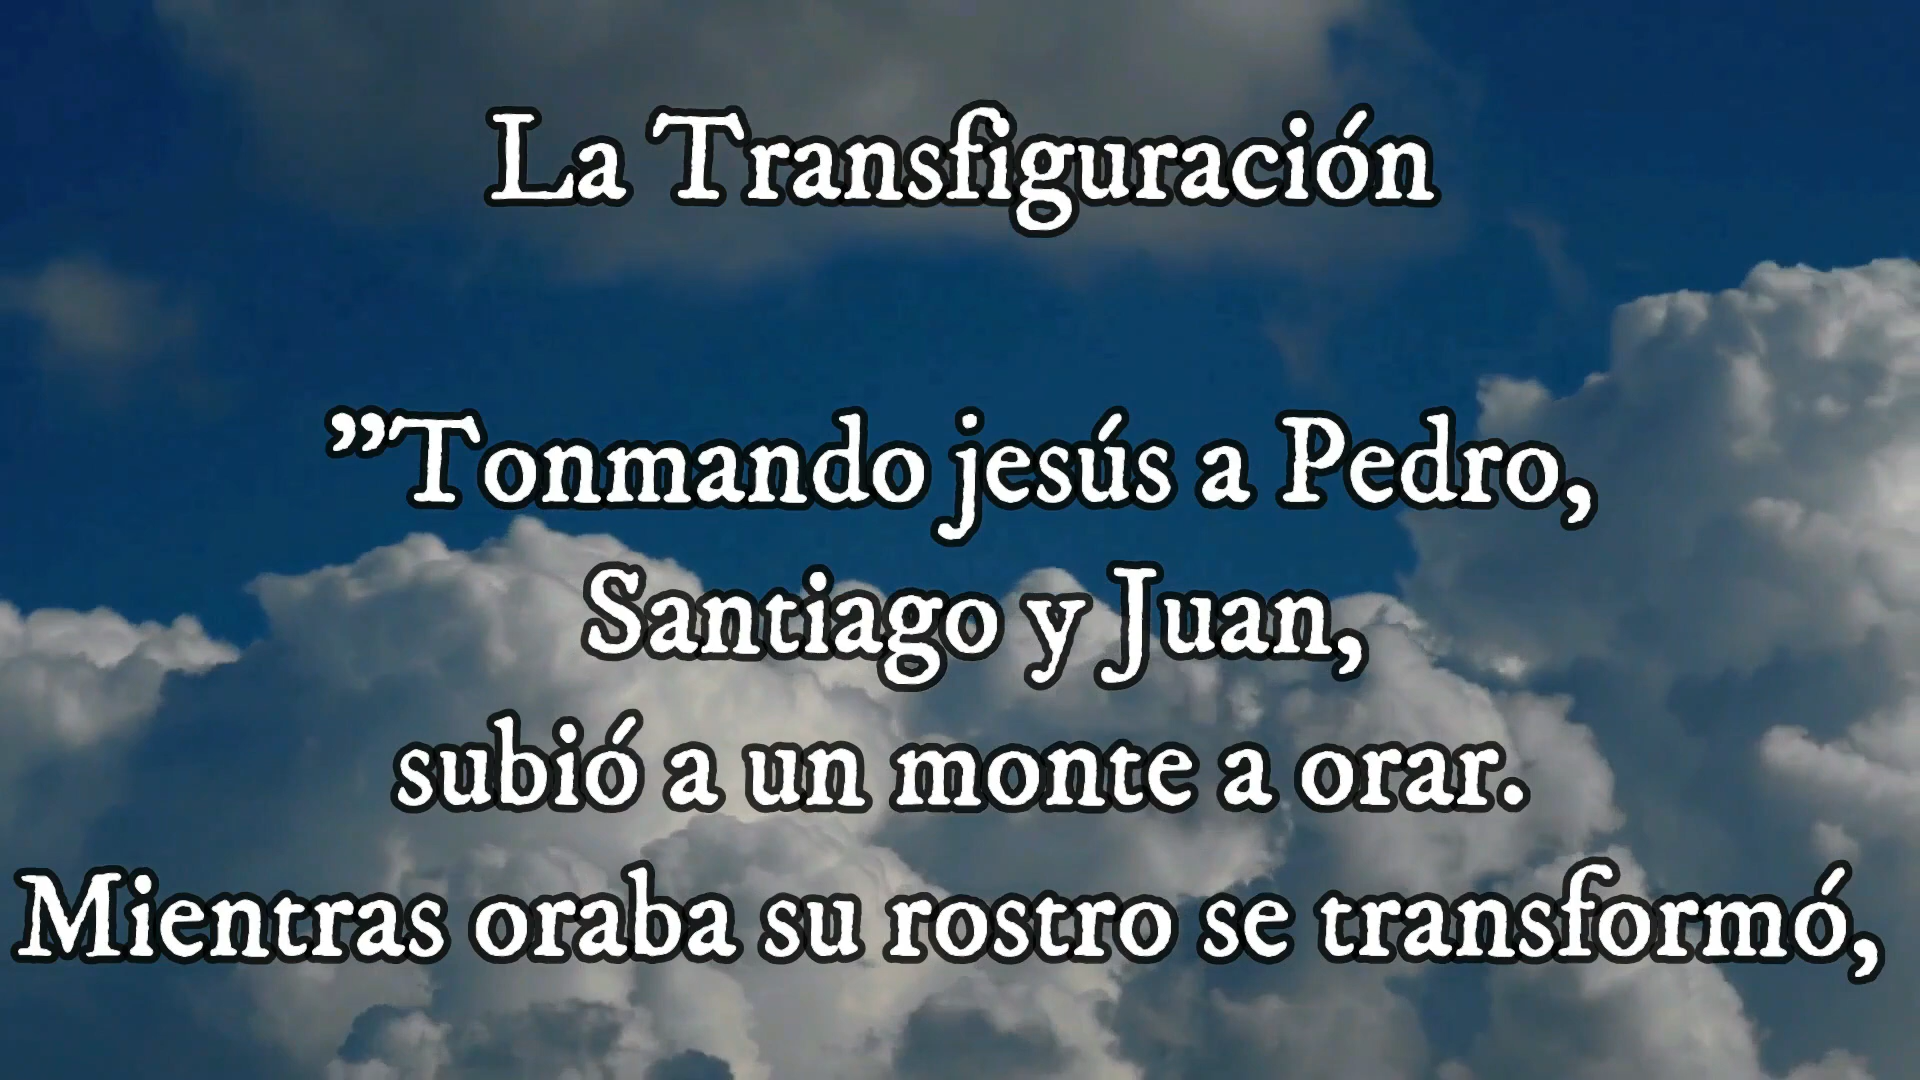 La Transfiguración
”Tonmando jesús a Pedro,
Santiago y Juan,
subió a un monte a orar.
Mientras oraba su rostro se transformó,